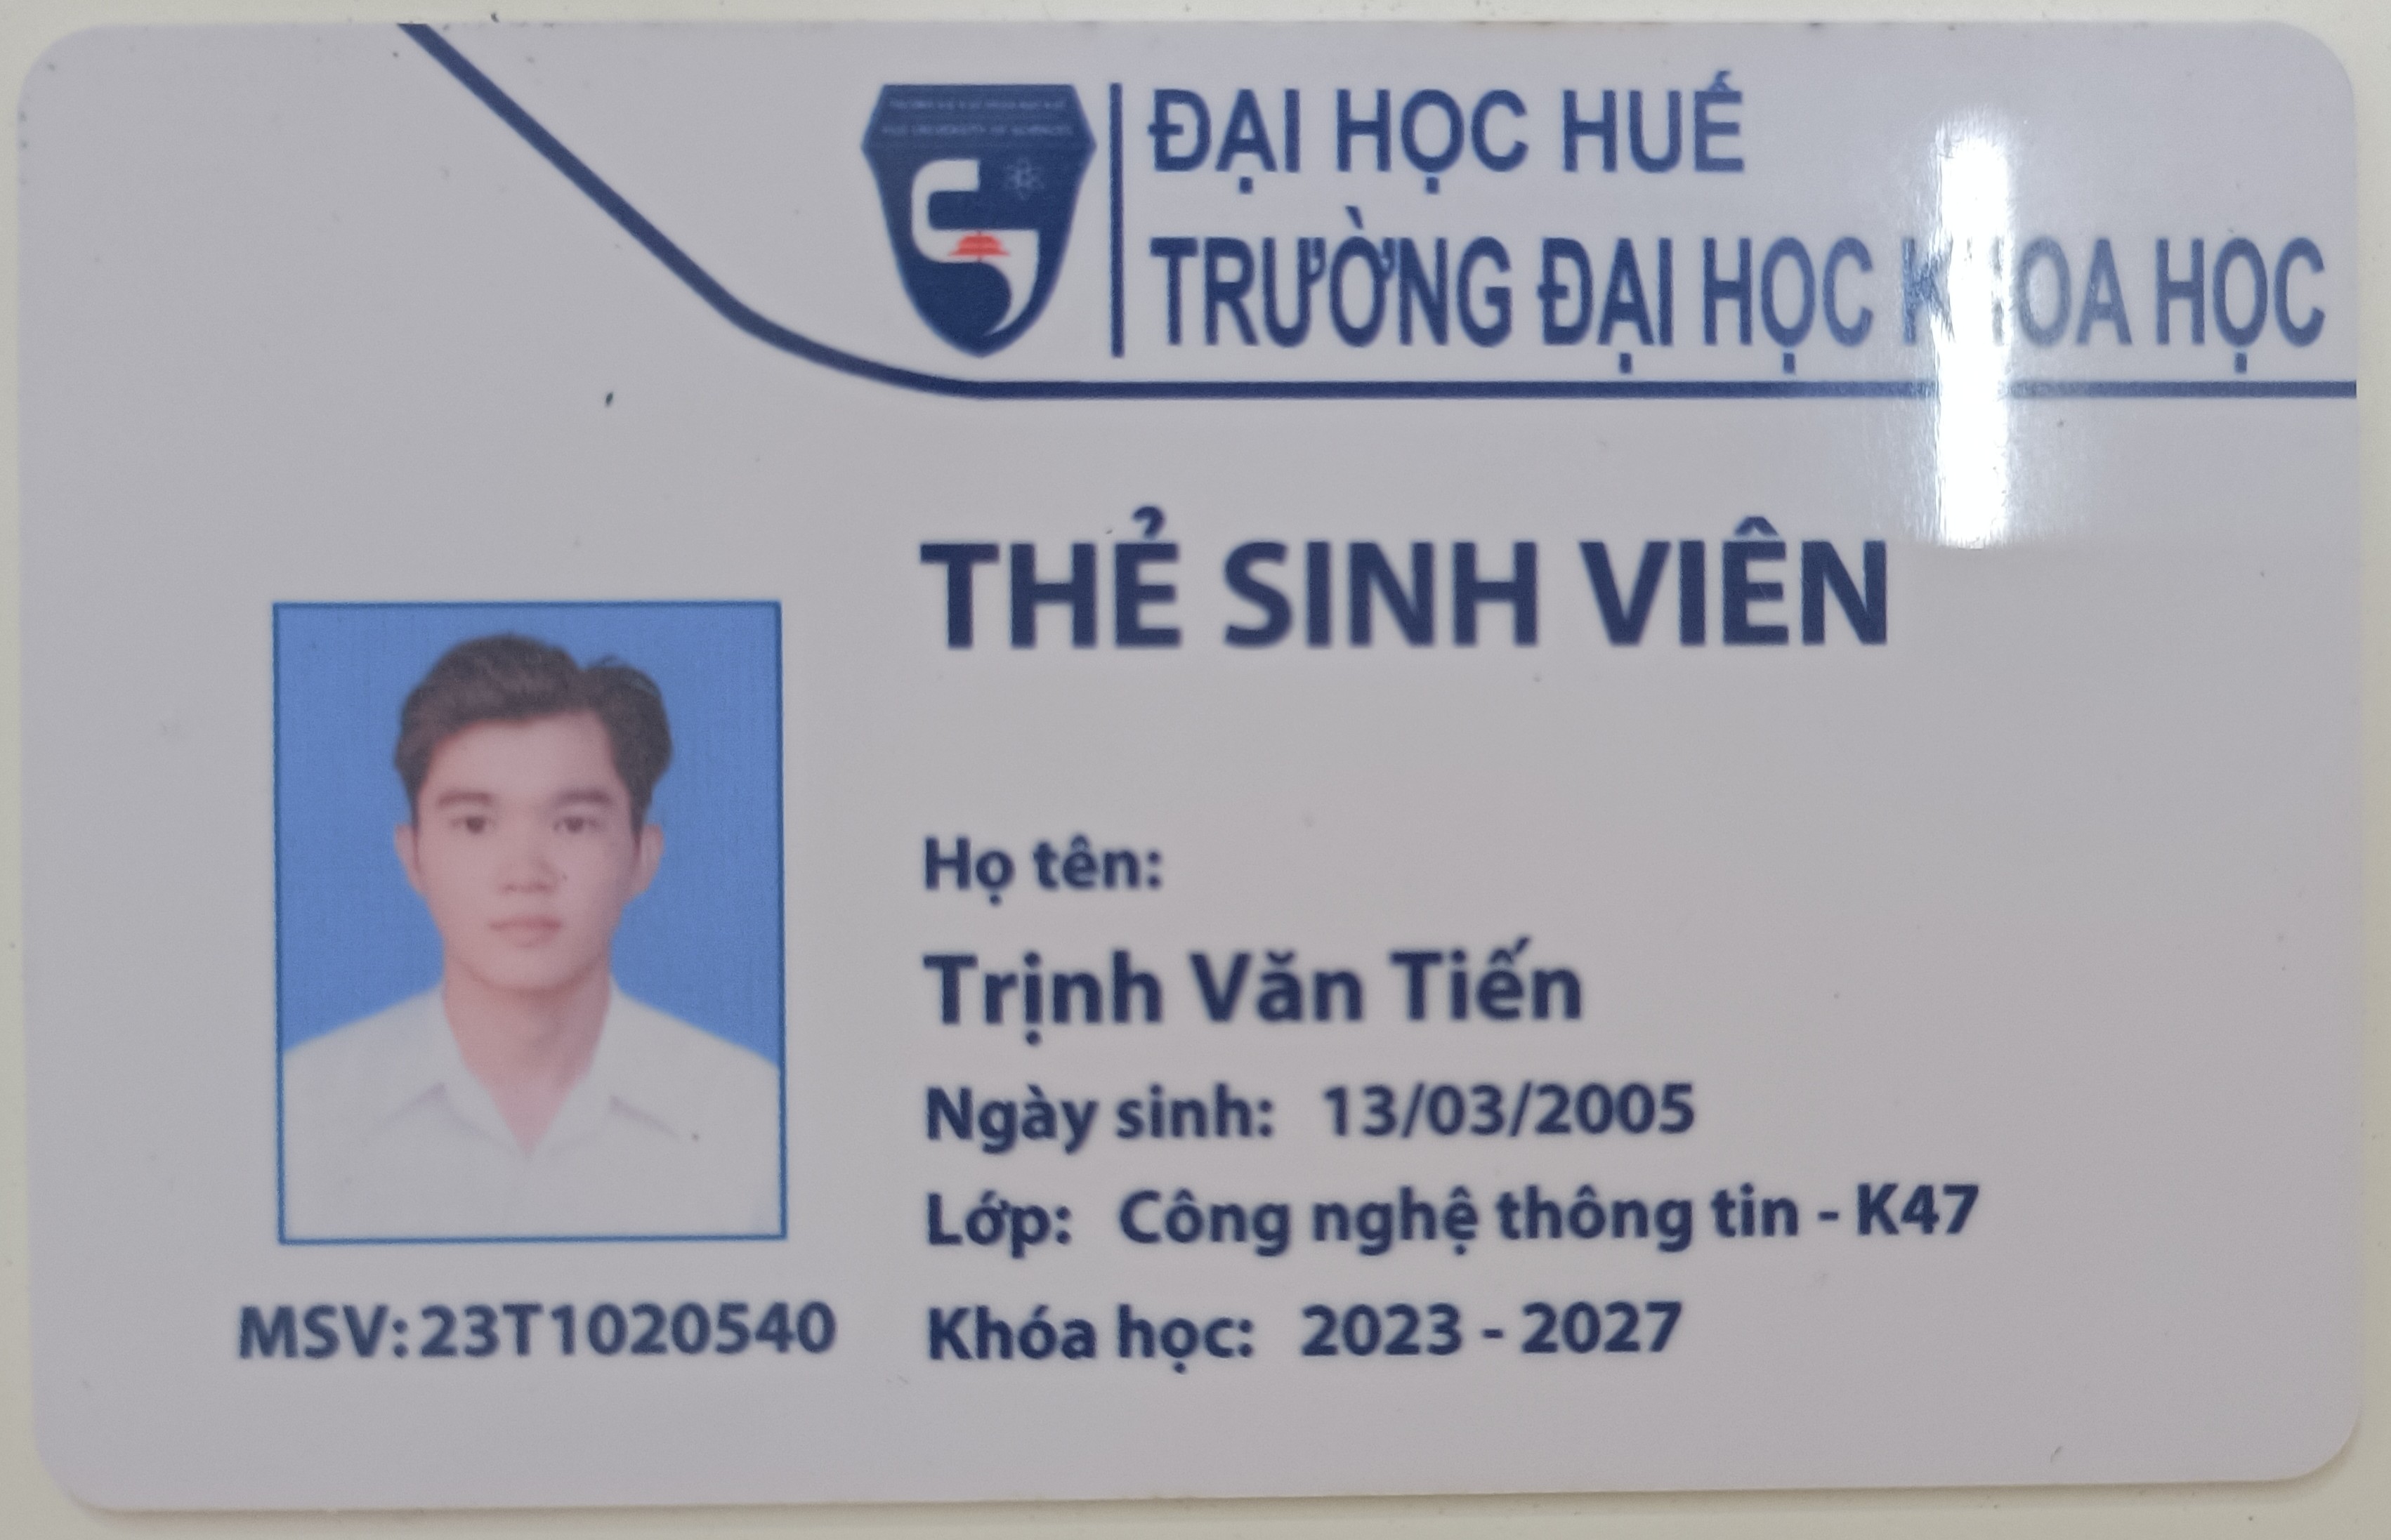 ĐẠI HỌC HUẾ
TRƯỜNG ĐẠI HỌC KHOA HỌC
THẺ SINH VIÊN
Họ tên:
Trịnh Văn Tiến
Ngày sinh: 13/03/2005
Lớp: Công nghệ thông tin - K47
MSV:23T1020540
Khóa học: 2023 - 2027